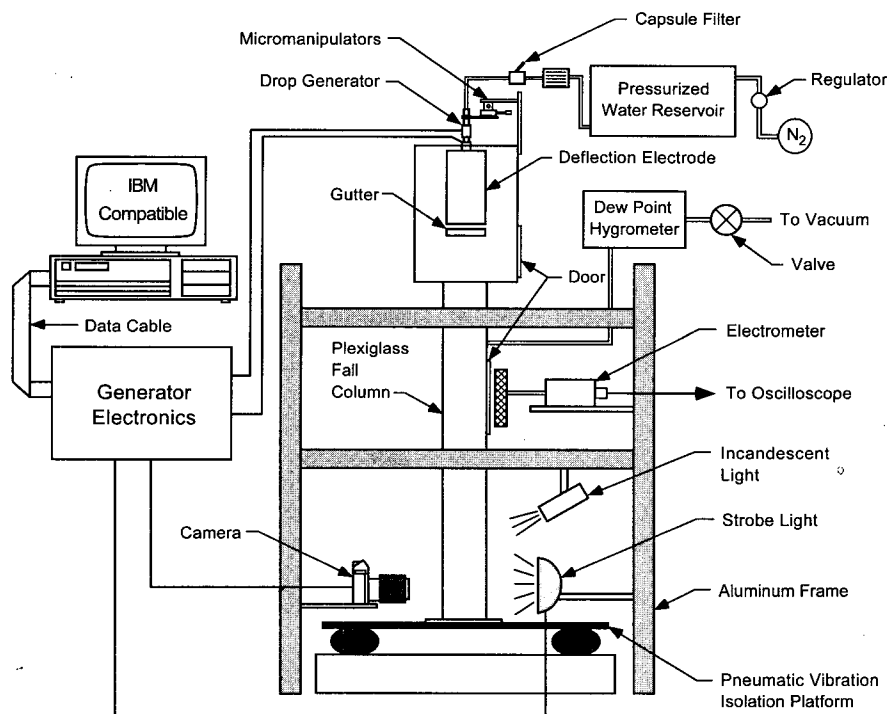 Capsule Filter
Micromanipulators
Drop Generator
Pressurized
Water Reservoir
Regulator
N2
Deflection Electrode
IBM
Compatible
Gutter
Dew Point
Hygrometer
To Vacuum
Valve
Door
Data Cable
Plexiglass
Fall
Column
Electrometer
Generator
Electronics
To Oscilloscope
Incandescent
Light
Strobe Light
Camera
Aluminum Frame
Pneumatic Vibration
Isolation Platform